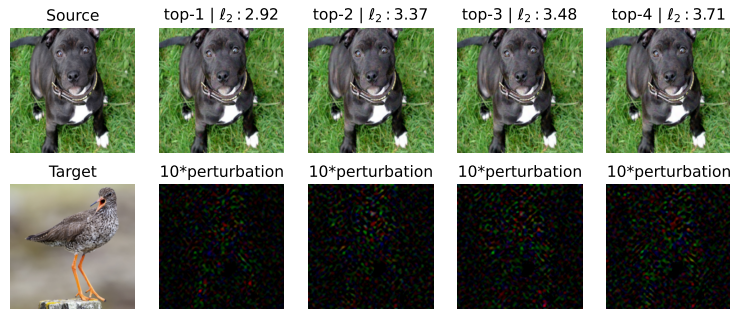 Source
top-1 | ℓ₂ : 2.92
top-2 | ℓ₂ : 3.37
top-3 | ℓ₂ : 3.48
top-4 | ℓ₂ : 3.71
Target
10*perturbation
10*perturbation
10*perturbation
10*perturbation